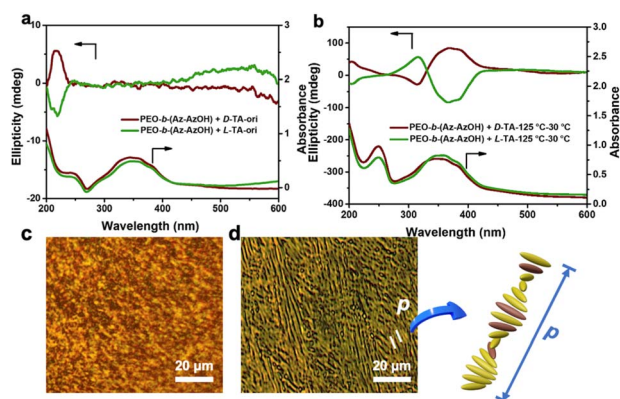 a
b
6
0
-10
-20
Ellipticity (mdeg)
3
2
1
0
Absorbance
PEO-b-(Az-AzOH) + D-TA-ori
PEO-b-(Az-AzOH) + L-TA-ori
200 300 400 500 600
Wavelength (nm)
100
0
-100
-200
-300
-400
Ellipticity (mdeg)
3.0
2.5
2.0
1.5
1.0
0.5
0.0
Absorbance
PEO-b-(Az-AzOH) + D-TA-125 °C-30 °C
PEO-b-(Az-AzOH) + L-TA-125 °C-30 °C
200 300 400 500 600
Wavelength (nm)
c
20 µm
d
p
20 µm
p